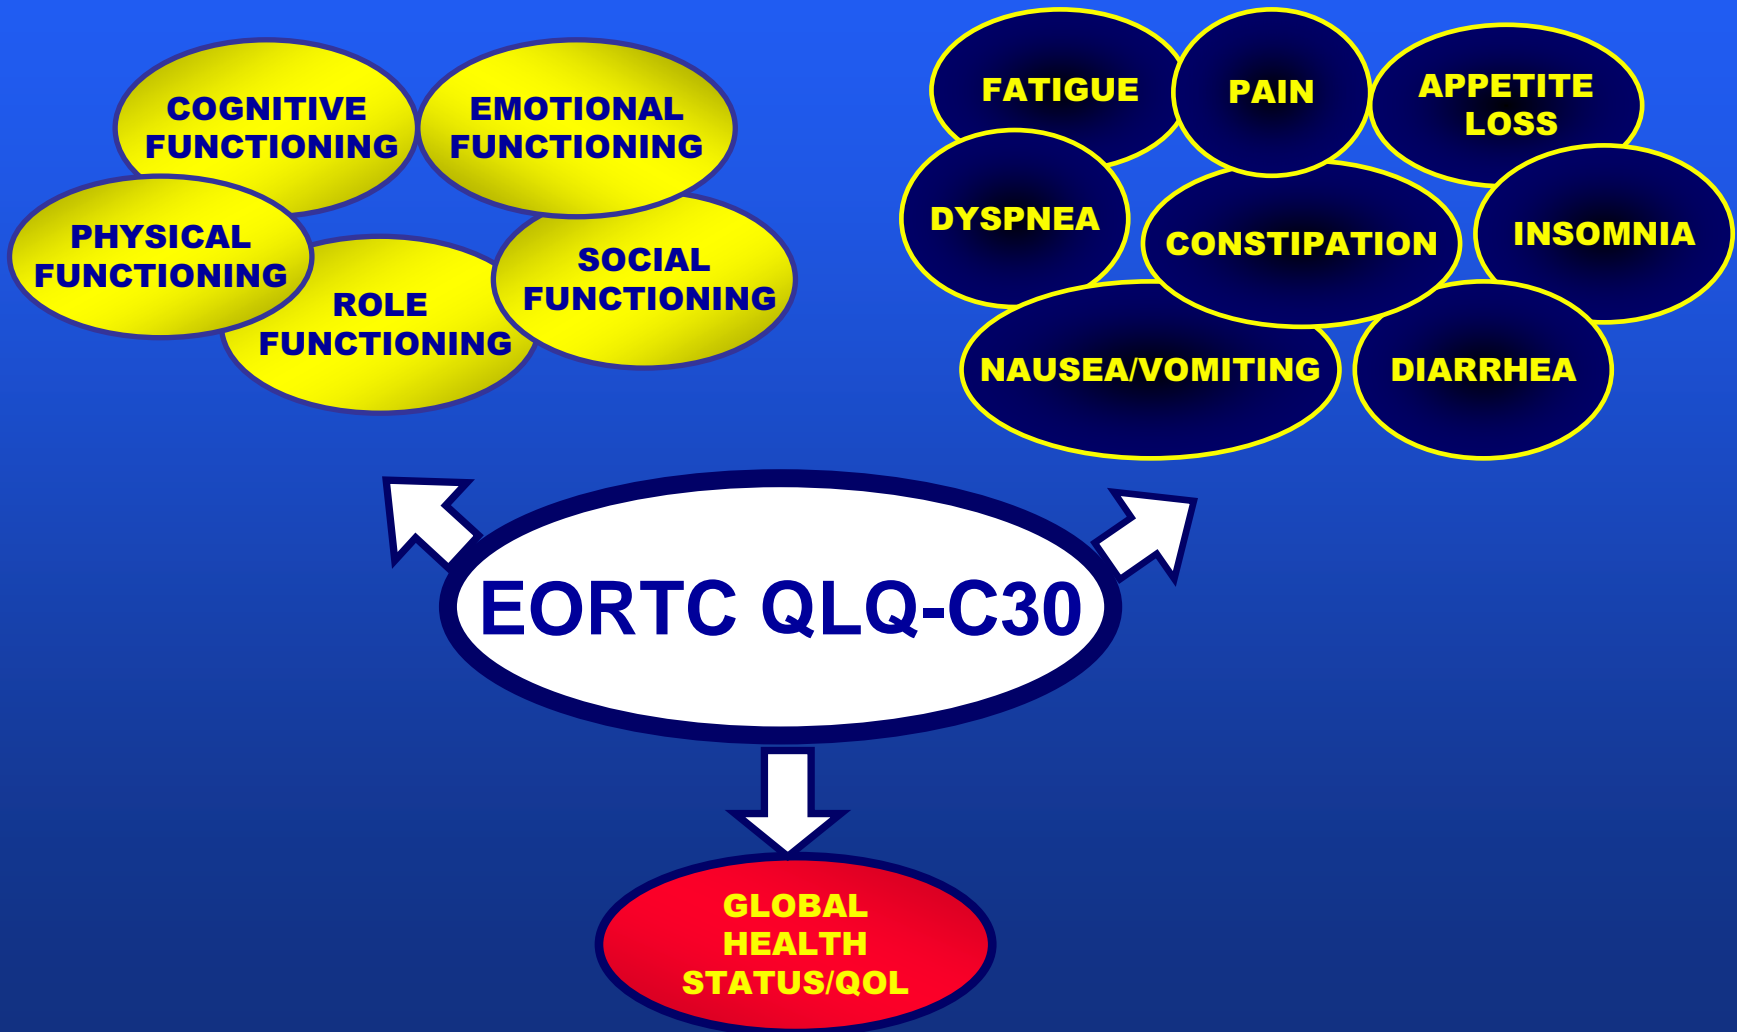 COGNITIVE
FUNCTIONING
EMOTIONAL
FUNCTIONING
PHYSICAL
FUNCTIONING
ROLE
FUNCTIONING
SOCIAL
FUNCTIONING
FATIGUE
PAIN
APPETITE
LOSS
DYSPNEA
CONSTIPATION
INSOMNIA
NAUSEA/VOMITING
DIARRHEA
EORTC QLQ-C30
GLOBAL
HEALTH
STATUS/QOL